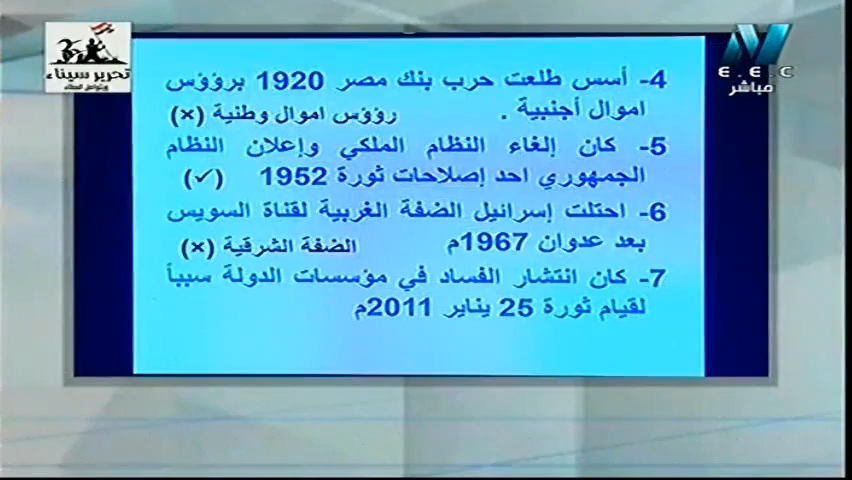 تحرير سيناء
E . E . C
مباشر
4- أسس طلعت حرب بنك مصر 1920 برؤؤس
اموال أجنبية . رؤؤس اموال وطنية (×)
5- كان إلغاء النظام الملكي وإعلان النظام
الجمهوري احد إصلاحات ثورة 1952 (✓)
6- احتلت إسرائيل الضفة الغربية لقناة السويس
بعد عدوان 1967م الضفة الشرقية (×)
7- كان انتشار الفساد في مؤسسات الدولة سبباً
لقيام ثورة 25 يناير 2011م